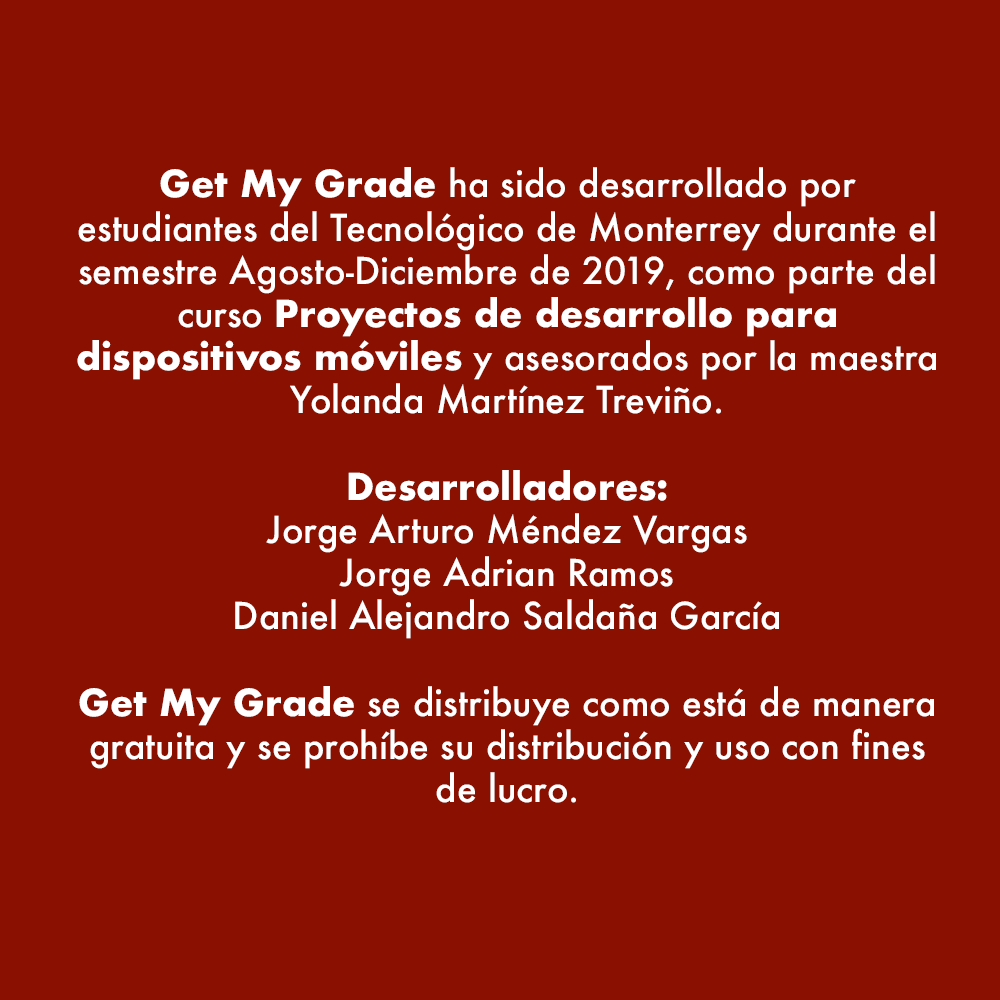 Get My Grade ha sido desarrollado por
estudiantes del Tecnológico de Monterrey durante el
semestre Agosto-Diciembre de 2019, como parte del
curso Proyectos de desarrollo para
dispositivos móviles y asesorados por la maestra
Yolanda Martínez Treviño.
Desarrolladores:
Jorge Arturo Méndez Vargas
Jorge Adrian Ramos
Daniel Alejandro Saldaña García
Get My Grade se distribuye como está de manera
gratuita y se prohíbe su distribución y uso con fines
de lucro.